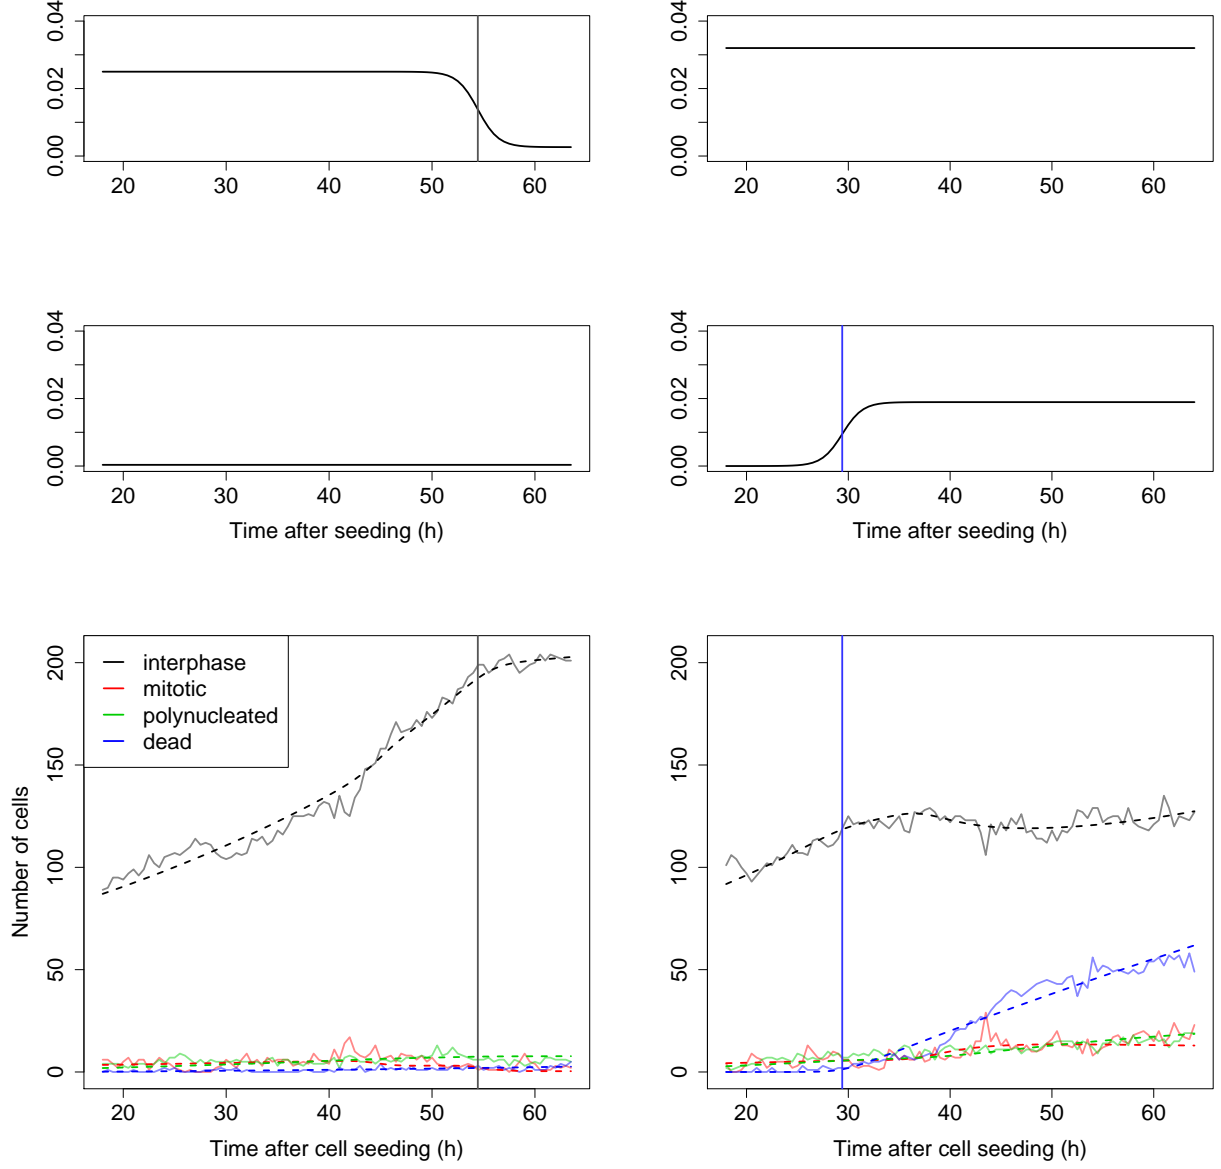 0.00 0.02 0.04
20 30 40 50 60
0.00 0.02 0.04
20 30 40 50 60
0.00 0.02 0.04
20 30 40 50 60
Time after seeding (h)
0.00 0.02 0.04
20 30 40 50 60
Time after seeding (h)
Number of cells
0 50 100 150 200
interphase
mitotic
polynucleated
dead
20 30 40 50 60
Time after cell seeding (h)
0 50 100 150 200
20 30 40 50 60
Time after cell seeding (h)